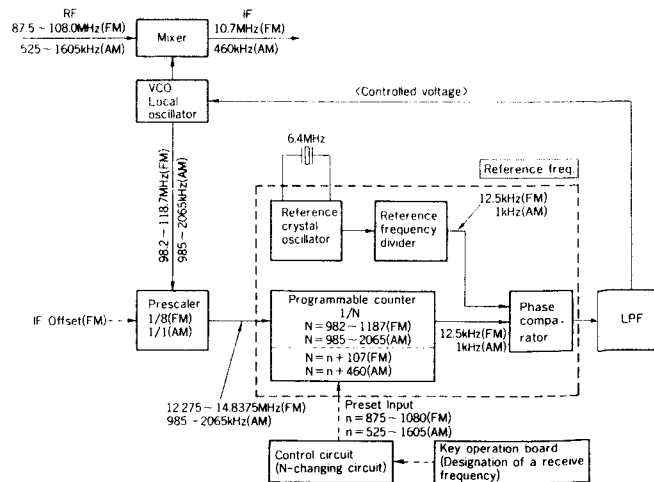 RF
87.5~108.0MHz(FM)
525~1605kHz(AM)
Mixer
IF
10.7MHz(FM)
460kHz(AM)
VCO
Local
oscillator
<Controlled voltage>
98.2~118.7MHz(FM)
985~2065kHz(AM)
6.4MHz
Reference freq.
Reference
crystal
oscillator
Reference
frequency
divider
12.5kHz(FM)
1kHz(AM)
IF Offset(FM)
Prescaler
1/8(FM)
1/1(AM)
Programmable counter
1/N
N=982~1187(FM)
N=985~2065(AM)
N=n+107(FM)
N=n+460(AM)
12.5kHz(FM)
1kHz(AM)
Phase
compa-
rator
LPF
12.275~14.8375MHz(FM)
985-2065kHz(AM)
Preset Input
n=875~1080(FM)
n=525~1605(AM)
Control circuit
(N-changing circuit)
Key operation board
(Designation of a receive
frequency)